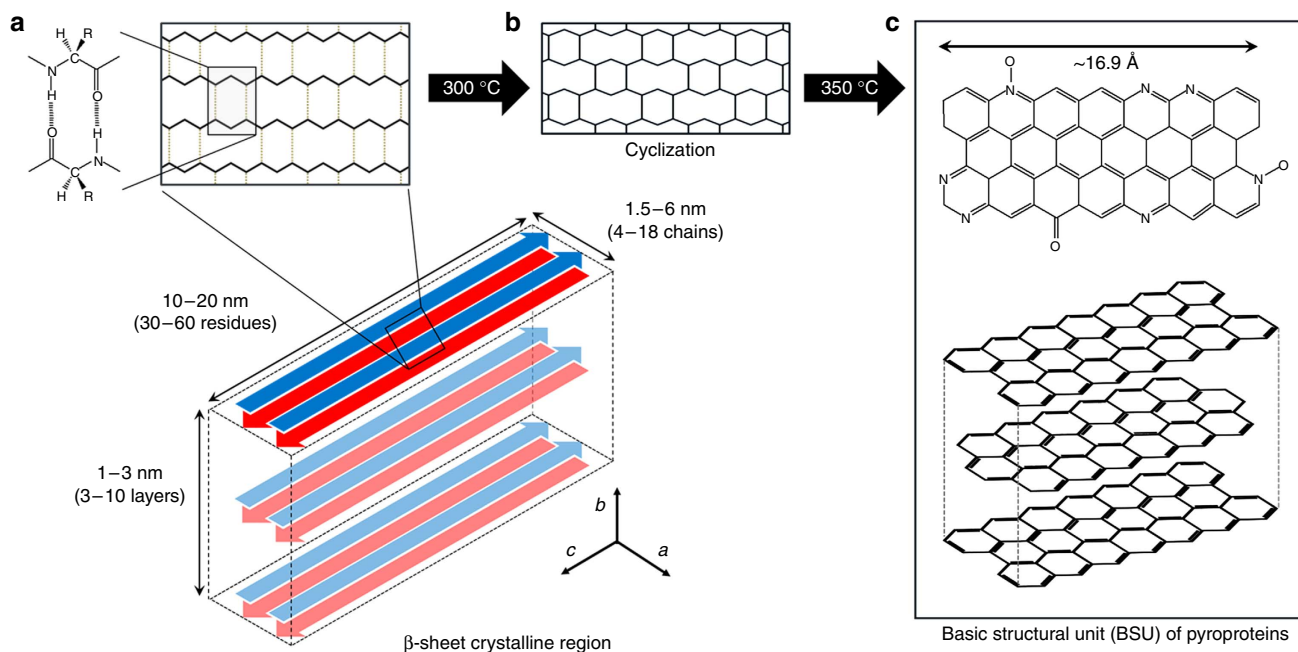 a
b
c
H
R
C
N
H
O
O
H
C
N
H
R
300 °C
Cyclization
350 °C
~16.9 Å
O
N
N
N
N
O
N
N
N
O
1.5–6 nm
(4–18 chains)
10–20 nm
(30–60 residues)
1–3 nm
(3–10 layers)
b
c
a
β-sheet crystalline region
Basic structural unit (BSU) of pyroproteins